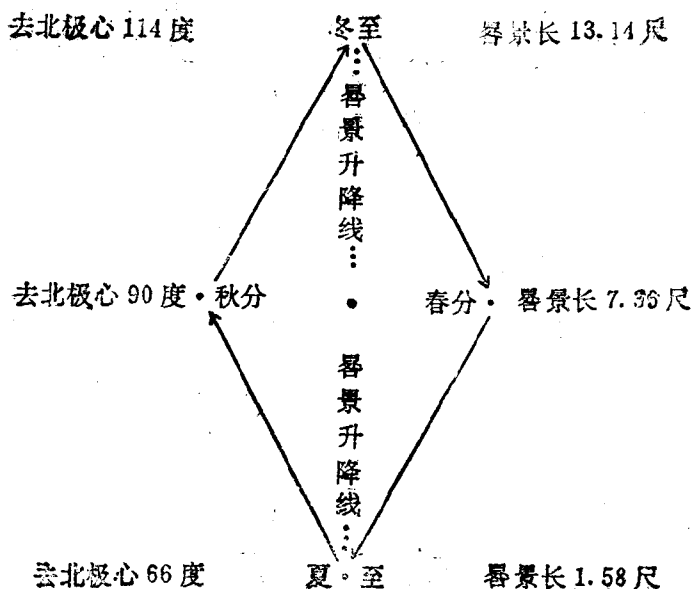 去北极心 114 度
冬至
晷景长 13.14 尺
…晷景升降线…
去北极心 90 度·秋分
春分· 晷景长 7.36 尺
晷景升降线…
去北极心 66 度
夏·至
晷景长 1.58 尺